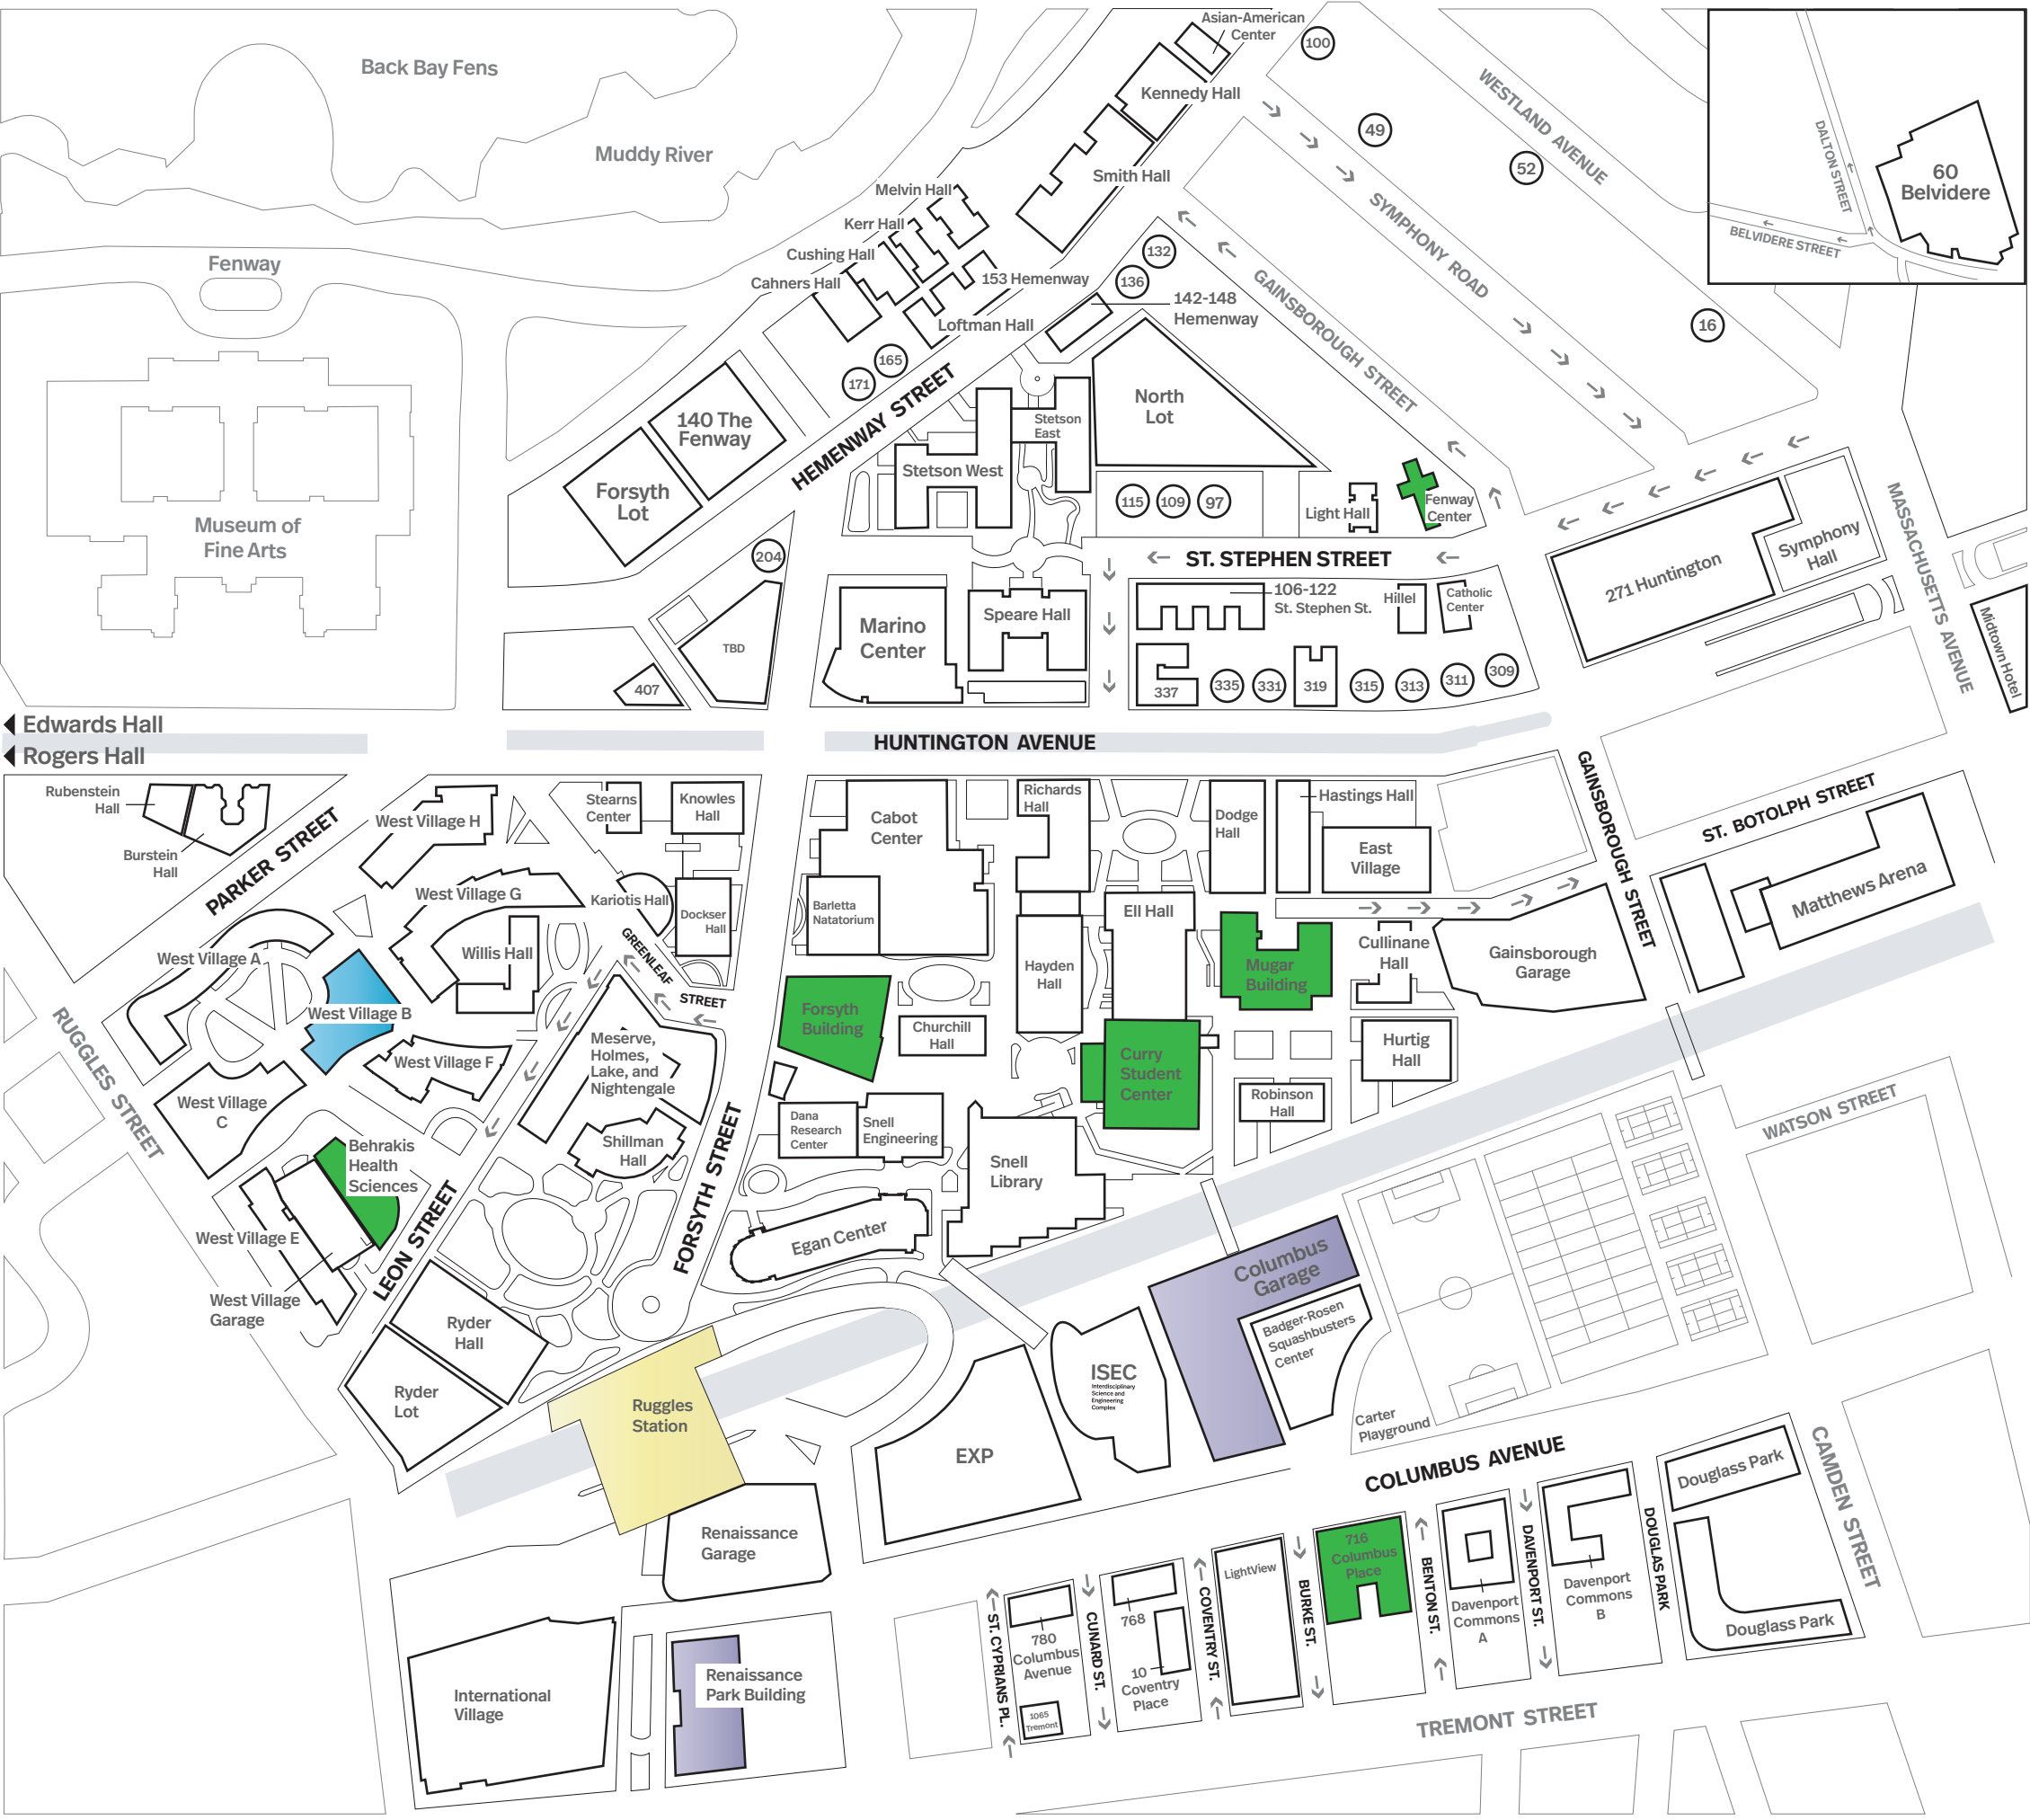 Asian-American
Center
100
Back Bay Fens
WESTLAND AVENUE
Kennedy Hall
49
DALTON STREET
Muddy River
52
60
Belvidere
Smith Hall
Melvin Hall
SYMPHONY ROAD
Kerr Hall
BELVIDERE STREET
132
Cushing Hall
Fenway
136
153 Hemenway
GAINSBOROUGH STREET
Cahners Hall
142-148
Hemenway
16
Loftman Hall
165
171
HEMENWAY STREET
North
Lot
140 The
Fenway
Stetson
East
Stetson West
Forsyth
Lot
115
109
97
Light Hall
Fenway
Center
MASSACHUSETTS AVENUE
Museum of
Fine Arts
Symphony
Hall
204
ST. STEPHEN STREET
271 Huntington
106-122
St. Stephen St.
Hillel
Catholic
Center
Speare Hall
Marino
Center
Midtown Hotel
TBD
407
337
335
331
319
315
313
311
309
Edwards Hall
Rogers Hall
HUNTINGTON AVENUE
GAINSBOROUGH STREET
Rubenstein
Hall
Stearns
Center
Knowles
Hall
Richards
Hall
Hastings Hall
ST. BOTOLPH STREET
West Village H
Cabot
Center
Dodge
Hall
Burstein
Hall
PARKER STREET
East
Village
West Village G
Kariotis Hall
Matthews Arena
Barletta
Natatorium
Dockser
Hall
Ell Hall
Willis Hall
GREENLEAF
STREET
Cullinane
Hall
Gainsborough
Garage
West Village A
Hayden
Hall
Mugar
Building
West Village B
Forsyth
Building
Churchill
Hall
RUGGLES STREET
Meserve,
Holmes,
Lake, and
Nightengale
West Village F
Curry
Student
Center
Hurtig
Hall
West Village
C
Robinson
Hall
WATSON STREET
Dana
Research
Center
Snell
Engineering
Shillman
Hall
FORSYTH STREET
Behrakis
Health
Sciences
Snell
Library
West Village E
LEON STREET
Egan Center
Columbus
Garage
West Village
Garage
Badger-Rosen
Squashbusters
Center
Ryder
Hall
Ryder
Lot
ISEC
Interdisciplinary
Science and
Engineering
Complex
Ruggles
Station
Carter
Playground
EXP
COLUMBUS AVENUE
CAMDEN STREET
Douglass Park
Renaissance
Garage
716
Columbus
Place
LightView
BURKE ST.
BENTON ST.
DAVENPORT ST.
DOUGLAS PARK
Davenport
Commons
A
Davenport
Commons
B
Douglass Park
ST. CYPRIANS PL.
780
Columbus
Avenue
CUNARD ST.
768
COVENTRY ST.
10
Coventry
Place
1065
Tremont
International
Village
Renaissance
Park Building
TREMONT STREET